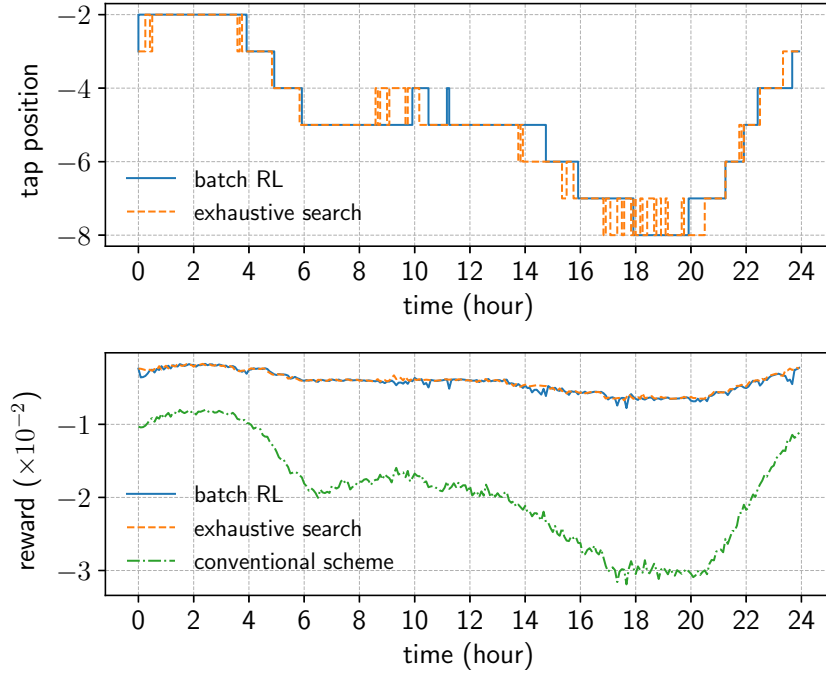 tap position
−2
−4
−6
−8
batch RL
exhaustive search
0 2 4 6 8 10 12 14 16 18 20 22 24
time (hour)
reward (×10−2)
−1
−2
−3
batch RL
exhaustive search
conventional scheme
0 2 4 6 8 10 12 14 16 18 20 22 24
time (hour)